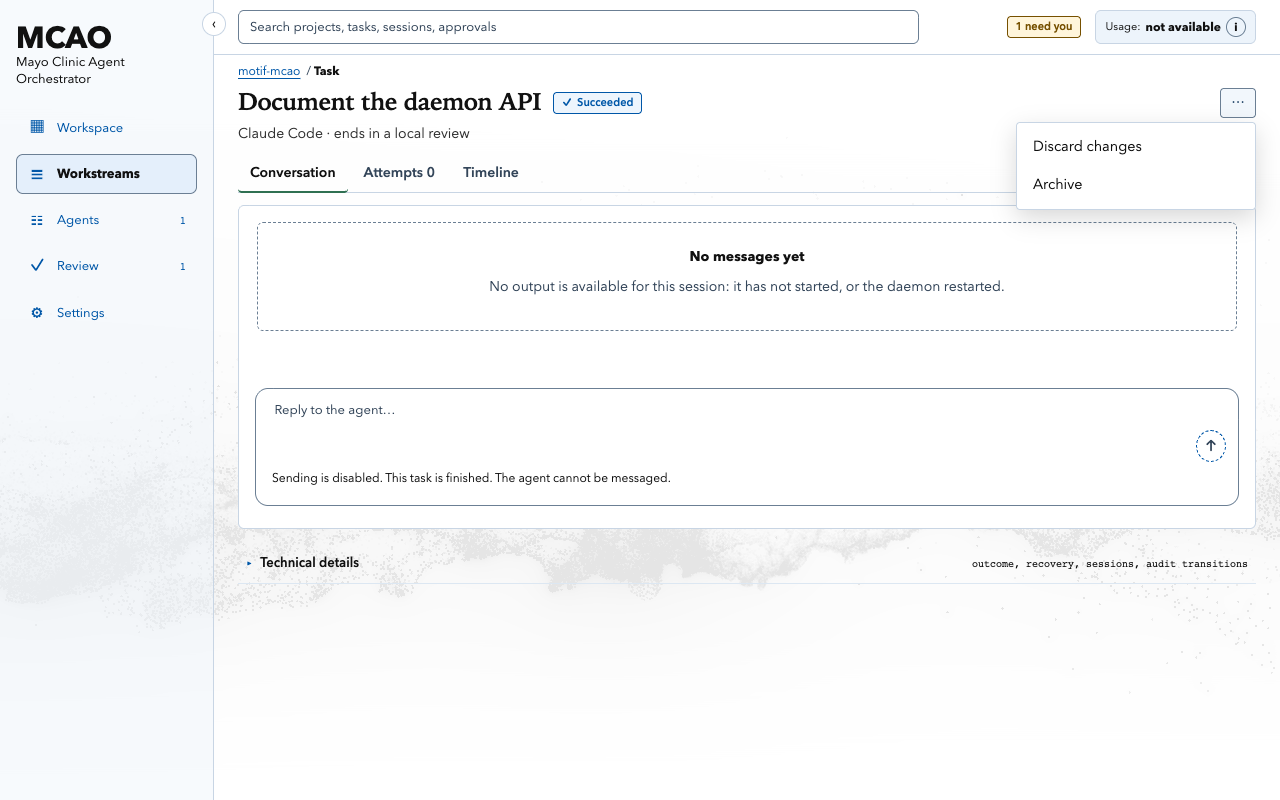 MCAO
Mayo Clinic Agent
Orchestrator
Workspace
Workstreams
Agents 1
Review 1
Settings
Search projects, tasks, sessions, approvals
1 need you
Usage: not available i
motif-mcao / Task
Document the daemon API
✓ Succeeded
...
Claude Code · ends in a local review
Discard changes
Archive
Conversation
Attempts 0
Timeline
No messages yet
No output is available for this session: it has not started, or the daemon restarted.
Reply to the agent…
Sending is disabled. This task is finished. The agent cannot be messaged.
Technical details
outcome, recovery, sessions, audit transitions